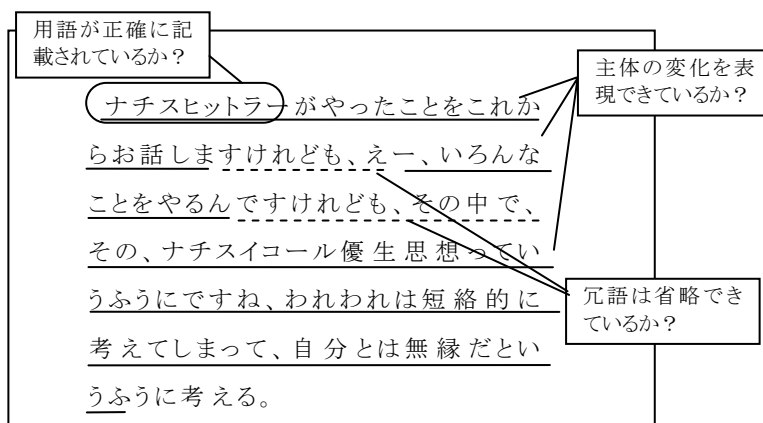 用語が正確に記
載されているか？
主体の変化を表
現できているか？
ナチスヒットラーがやったことをこれか
らお話しますけれども、えー、いろんな
ことをやるんですけれども、その中で、
その、ナチスイコール優生思想ってい
うふうにですね、われわれは短絡的に
考えてしまって、自分とは無縁だとい
うふうに考える。
冗語は省略でき
ているか？